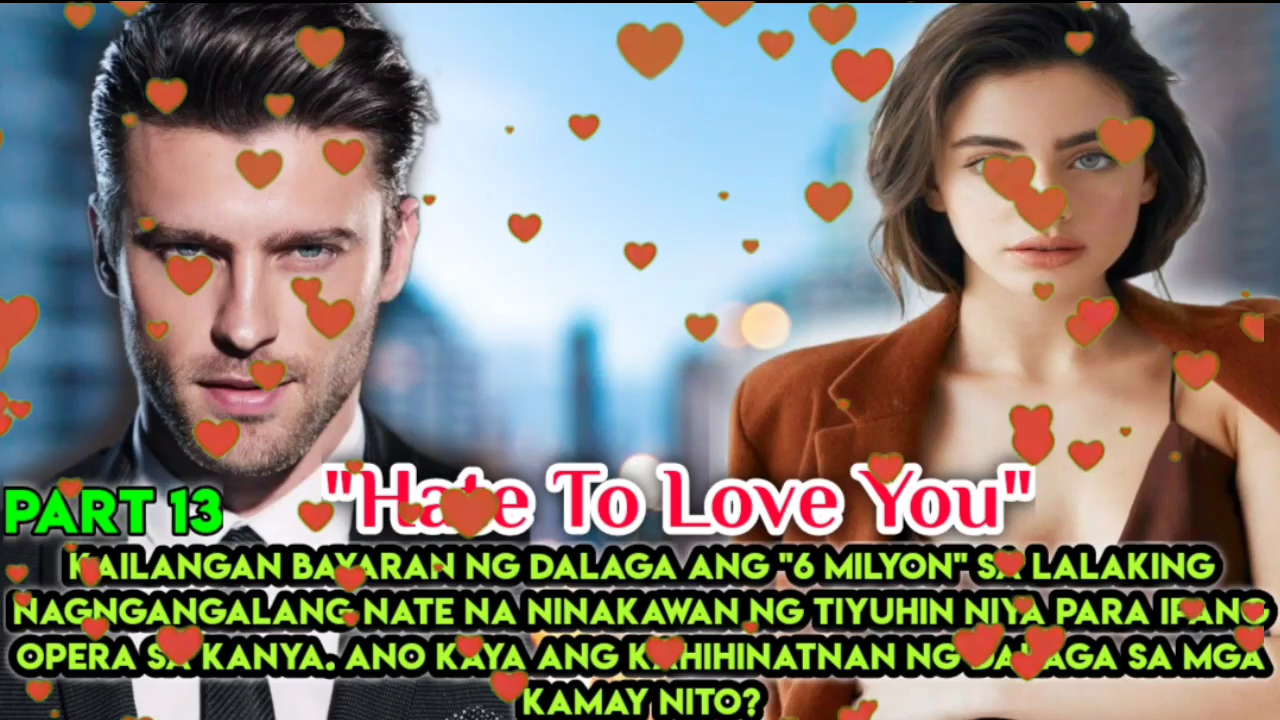 "Hate To Love You"
PART 13
KAILANGAN BAYARAN NG DALAGA ANG "6 MILYON" SA LALAKING
NAGNGANGALANG NATE NA NINAKAWAN NG TIYUHIN NIYA PARA IPANG
OPERA SA KANYA. ANO KAYA ANG KAHIHINATNAN NG DALAGA SA MGA
KAMAY NITO?